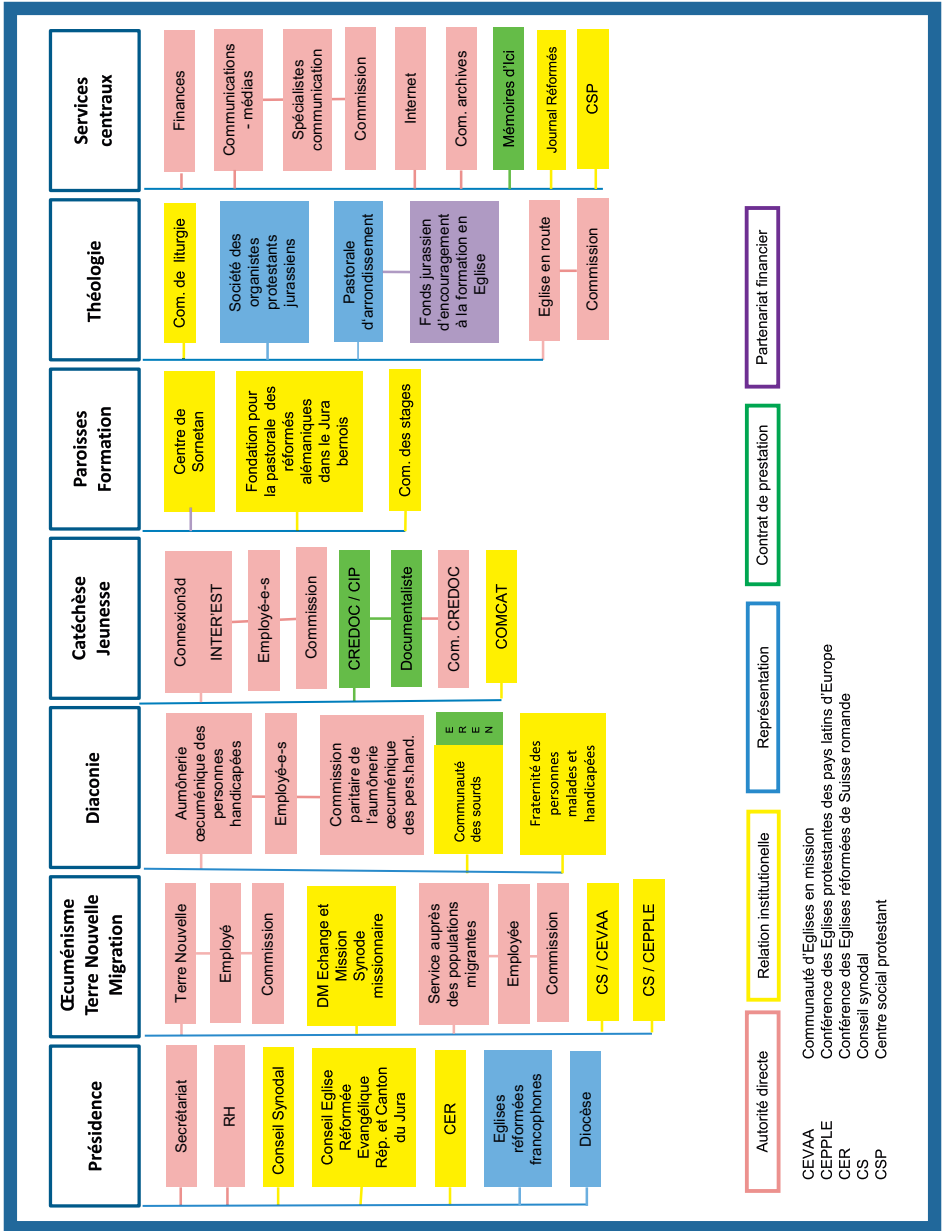 Présidence
Secrétariat
RH
Conseil Synodal
Conseil Eglise
Réformée
Evangélique
Rép. et Canton
du Jura
CER
Eglises
réformées
francophones
Diocèse
Œcuménisme
Terre Nouvelle
Migration
Terre Nouvelle
Employé
Commission
DM Echange et
Mission
Synode
missionnaire
Service auprès
des populations
migrantes
Employée
Commission
CS / CEVAA
CS / CEPPLE
Diaconie
Aumônerie
œcuménique des
personnes
handicapées
Employé-e-s
Commission
paritaire de
l'aumônerie
œcuménique
des pers.hand.
Communauté
des sourds
E
R
E
N
Fraternité des
personnes
malades et
handicapées
Catéchèse
Jeunesse
Connexion3d
INTER'EST
Employé-e-s
Commission
CREDOC / CIP
Documentaliste
Com. CREDOC
COMCAT
Paroisses
Formation
Centre de
Sornetan
Fondation pour
la pastorale des
réformés
alémaniques
dans le Jura
bernois
Com. des stages
Théologie
Com. de liturgie
Société des
organistes
protestants
jurassiens
Pastorale
d'arrondissement
Fonds jurassien
d'encouragement
à la formation en
Eglise
Eglise en route
Commission
Services
centraux
Finances
Communications
- médias
Spécialistes
communication
Commission
Internet
Com. archives
Mémoires d'Ici
Journal Réformés
CSP
Autorité directe
Relation institutionelle
Représentation
Contrat de prestation
Partenariat financier
CEVAA Communauté d'Eglises en mission
CEPPLE Conférence des Eglises protestantes des pays latins d'Europe
CER Conférence des Eglises réformées de Suisse romande
CS Conseil synodal
CSP Centre social protestant